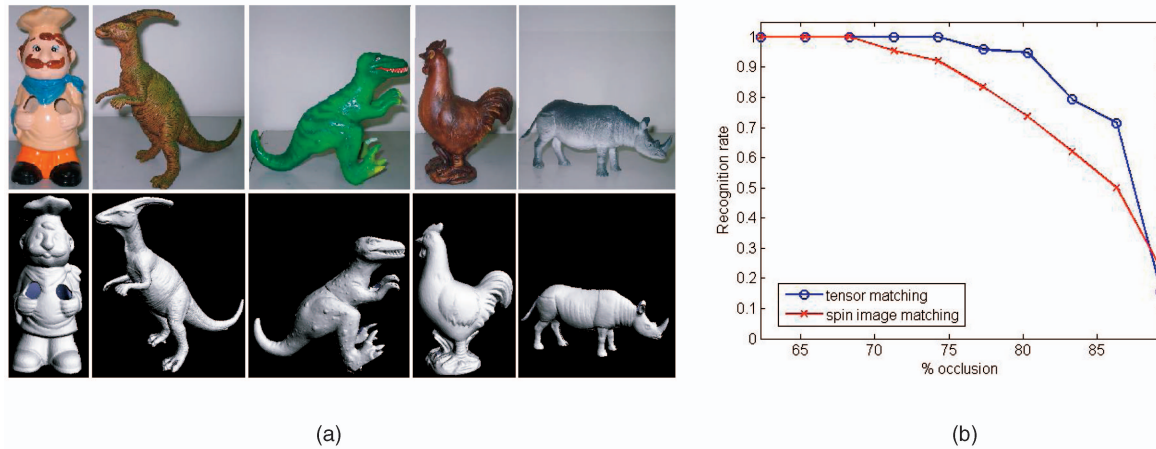 1
0.9
0.8
0.7
0.6
0.5
0.4
0.3
0.2
0.1
0
Recognition rate
tensor matching
spin image matching
65 70 75 80 85
% occlusion
(a)
(b)